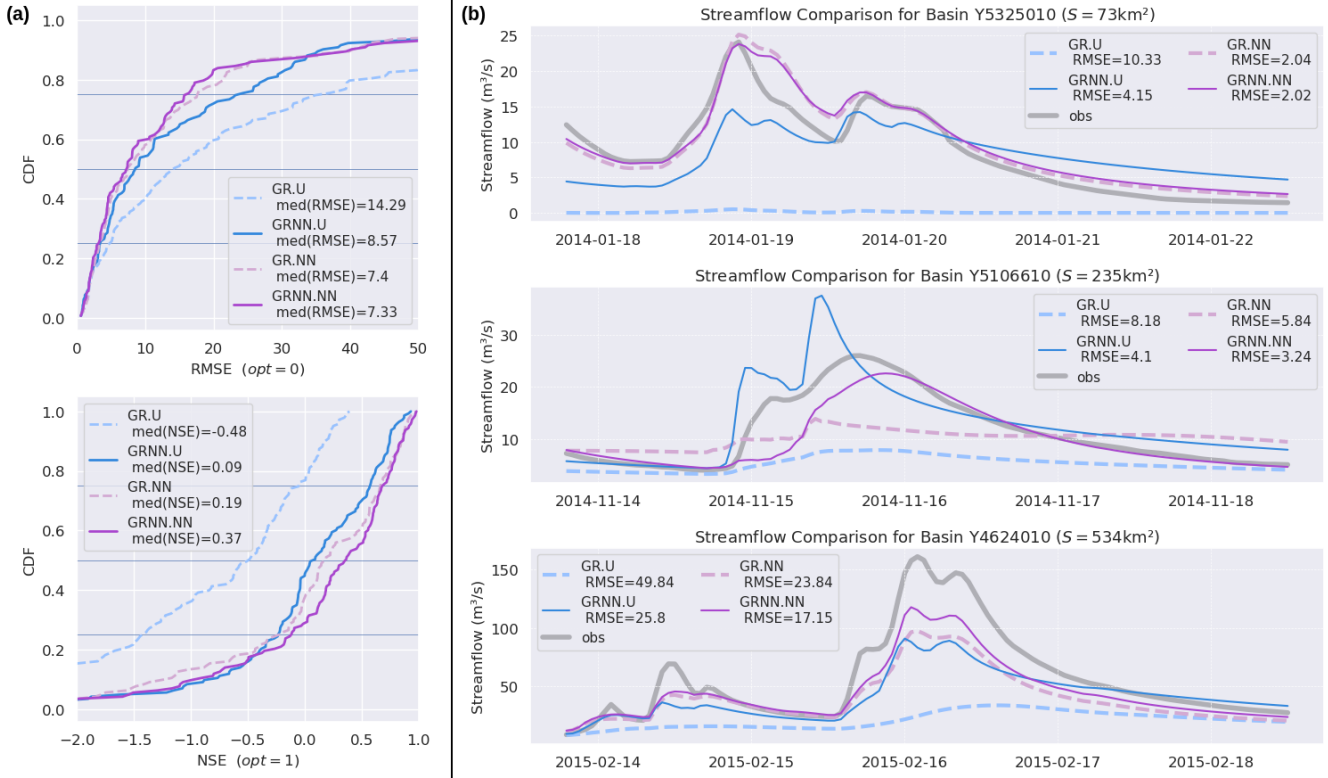 (a)
1.0
0.8
0.6
0.4
0.2
0.0
CDF
GR.U
med(RMSE)=14.29
GRNN.U
med(RMSE)=8.57
GR.NN
med(RMSE)=7.4
GRNN.NN
med(RMSE)=7.33
0 10 20 30 40 50
RMSE (opt = 0)
1.0
0.8
0.6
0.4
0.2
0.0
CDF
GR.U
med(NSE)=-0.48
GRNN.U
med(NSE)=0.09
GR.NN
med(NSE)=0.19
GRNN.NN
med(NSE)=0.37
−2.0 −1.5 −1.0 −0.5 0.0 0.5 1.0
NSE (opt = 1)
(b)
Streamflow Comparison for Basin Y5325010 (S = 73km²)
25
20
15
10
5
0
Streamflow (m³/s)
GR.U
RMSE=10.33
GRNN.U
RMSE=4.15
obs
GR.NN
RMSE=2.04
GRNN.NN
RMSE=2.02
2014-01-18 2014-01-19 2014-01-20 2014-01-21 2014-01-22
Streamflow Comparison for Basin Y5106610 (S = 235km²)
30
20
10
Streamflow (m³/s)
GR.U
RMSE=8.18
GRNN.U
RMSE=4.1
obs
GR.NN
RMSE=5.84
GRNN.NN
RMSE=3.24
2014-11-14 2014-11-15 2014-11-16 2014-11-17 2014-11-18
Streamflow Comparison for Basin Y4624010 (S = 534km²)
150
100
50
Streamflow (m³/s)
GR.U
RMSE=49.84
GRNN.U
RMSE=25.8
obs
GR.NN
RMSE=23.84
GRNN.NN
RMSE=17.15
2015-02-14 2015-02-15 2015-02-16 2015-02-17 2015-02-18